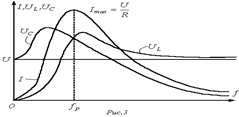 I,U_L,U_C
I_max = U/R
U_C
U
U_L
I
O
f_P
f
Рис.3